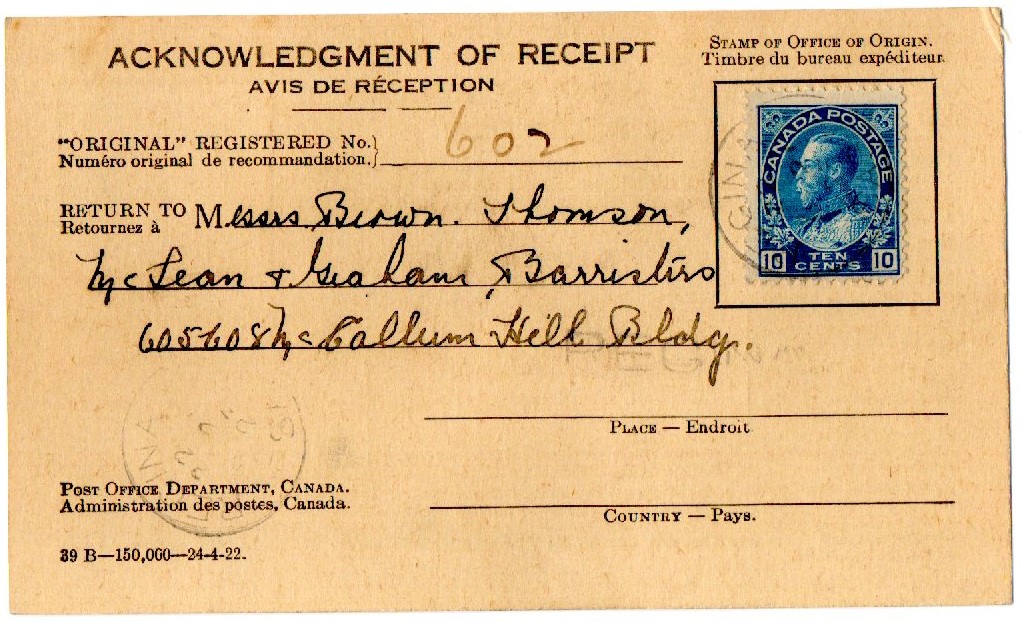 ACKNOWLEDGMENT OF RECEIPT
AVIS DE RÉCEPTION
STAMP OF OFFICE OF ORIGIN.
Timbre du bureau expéditeur.
CANADA POSTAGE
10 TEN CENTS 10
"ORIGINAL" REGISTERED No.}
Numéro original de recommandation.}
602
RETURN TO Messrs Brown. Thomson,
Retournez à
McLean & Graham, Barristers
605 608 McCallum Hill Bldg.
PLACE — Endroit
POST OFFICE DEPARTMENT, CANADA.
Administration des postes, Canada.
COUNTRY — Pays.
39 B—150,000—24-4-22.